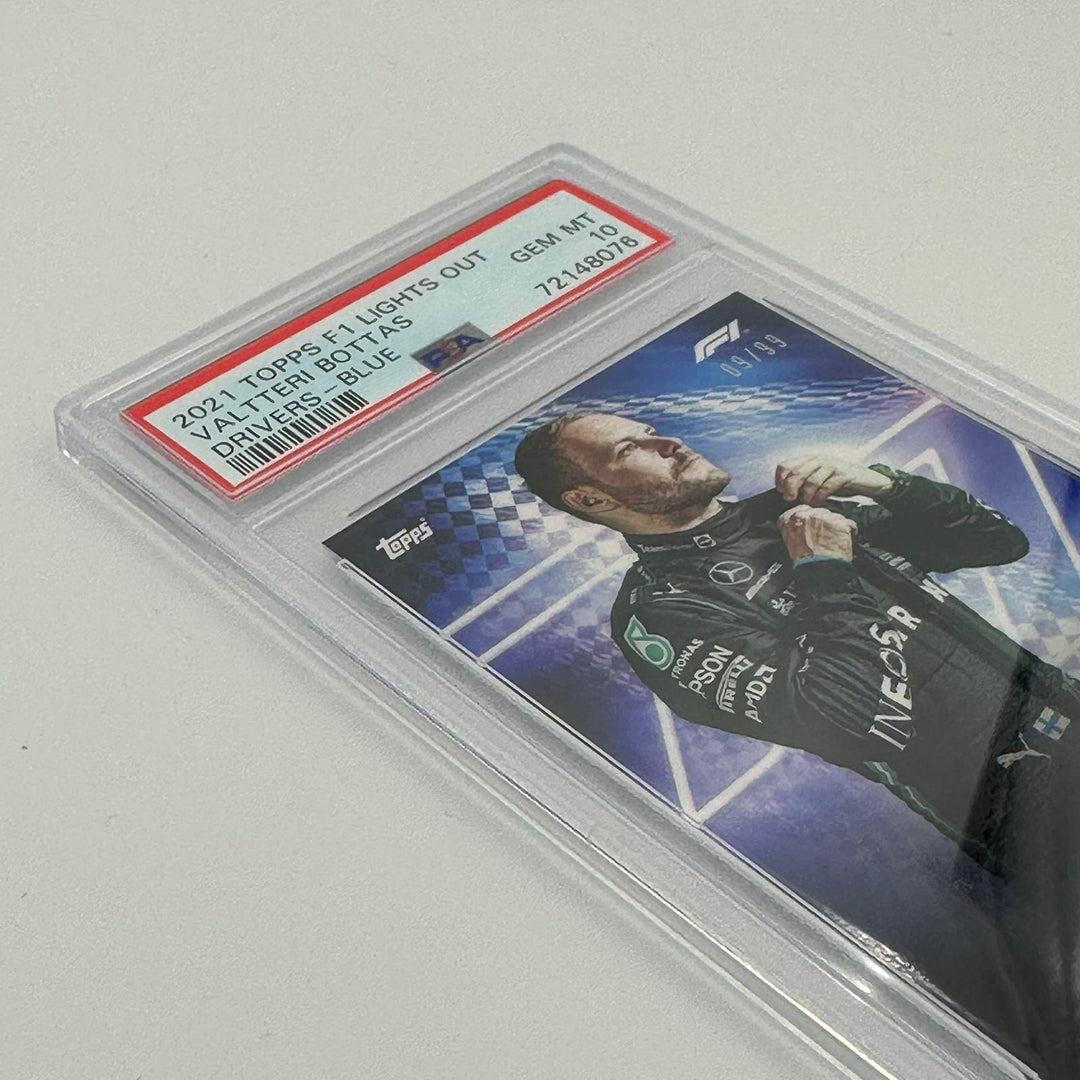 2021 TOPPS F1 LIGHTS OUT
VALTTERI BOTTAS
DRIVERS-BLUE
GEM MT
10
72148076
PSA
F1
09/99
topps
PETRONAS
EPSON
PIRELLI
AMD
INEOS